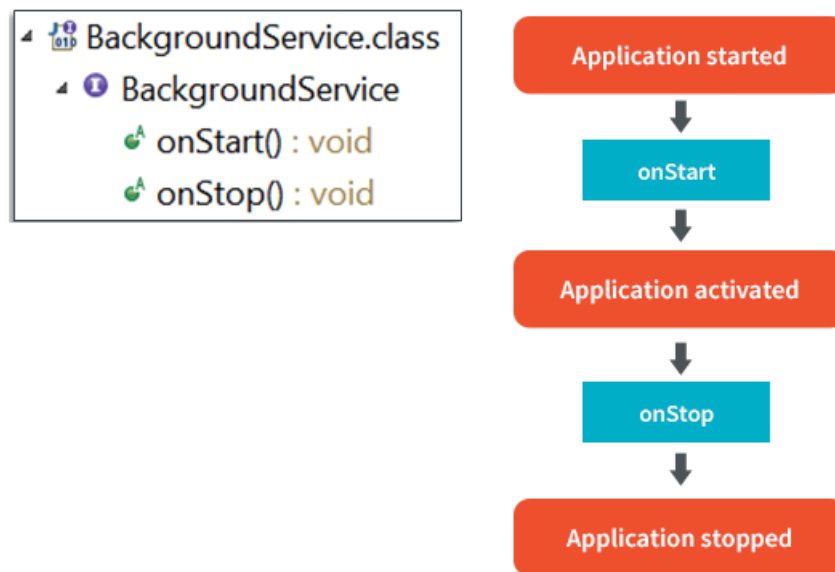 BackgroundService.class
BackgroundService
onStart() : void
onStop() : void
Application started
onStart
Application activated
onStop
Application stopped